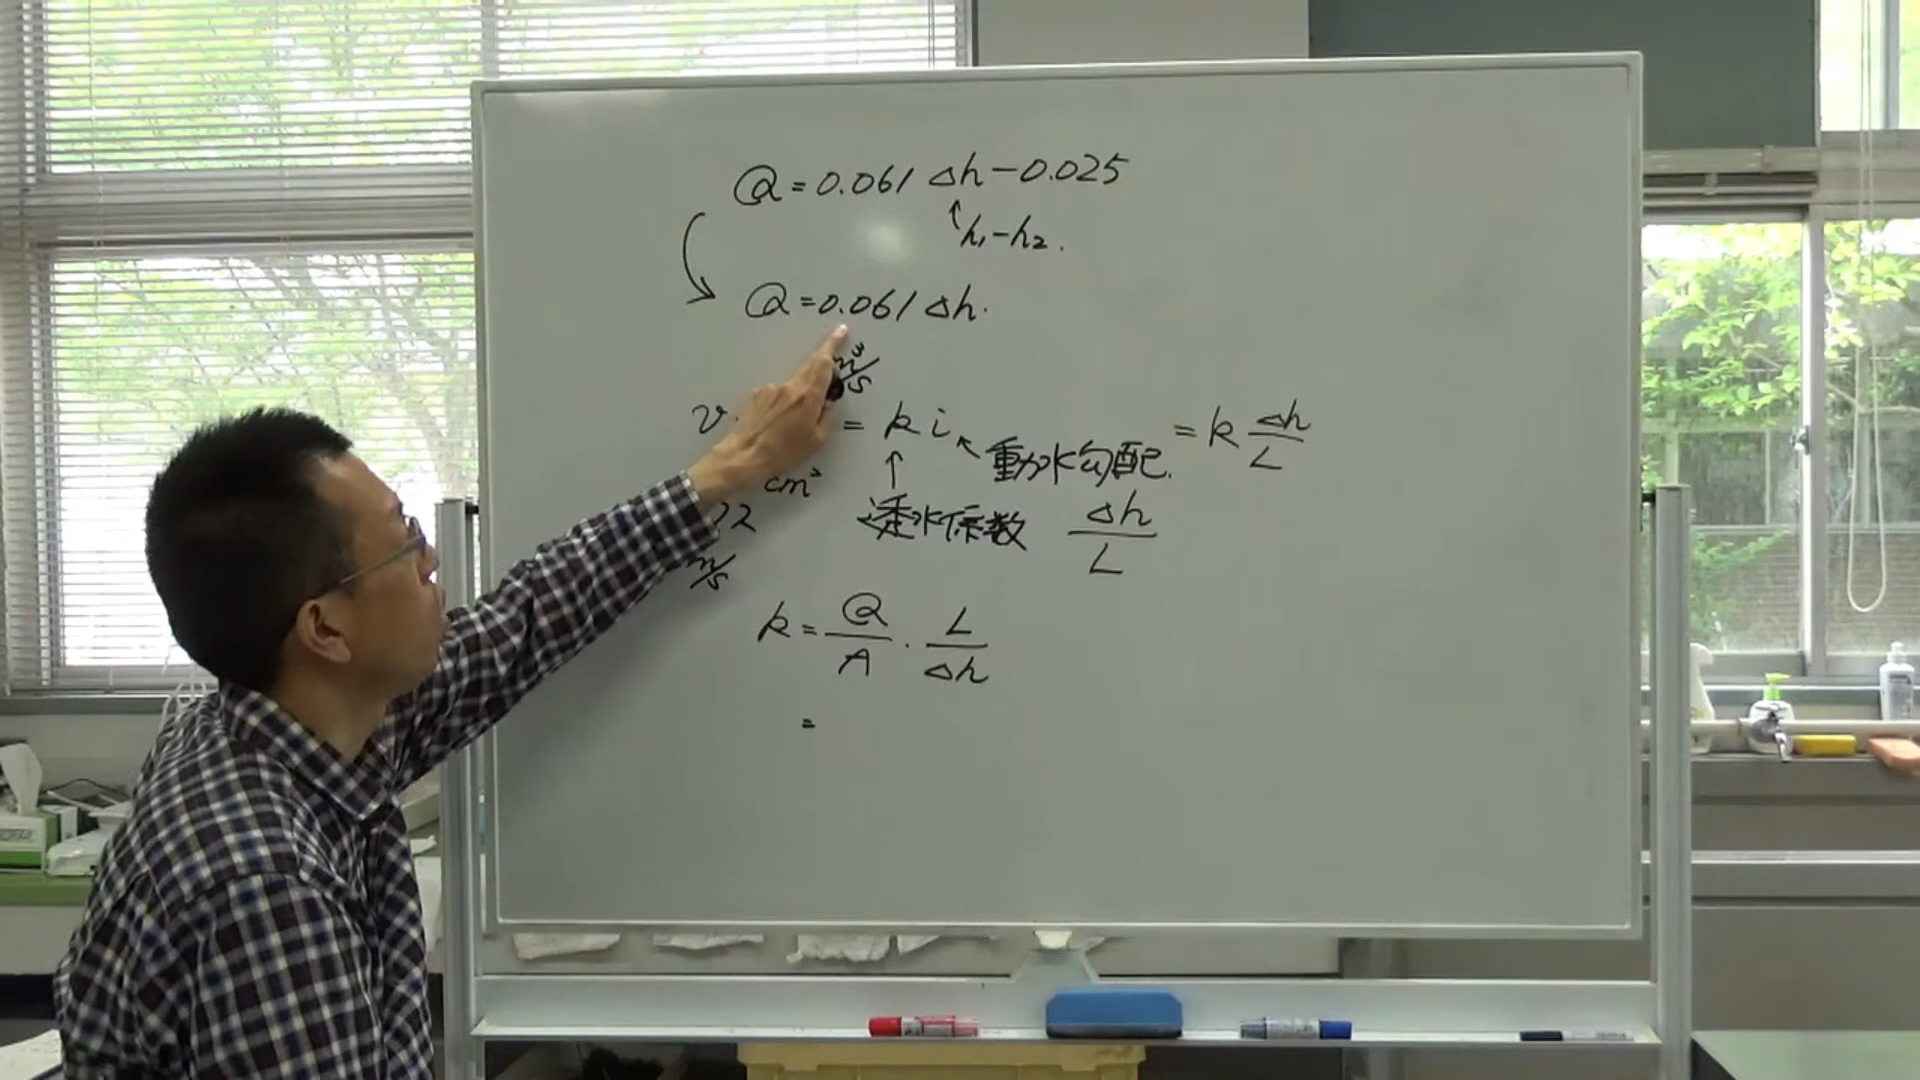 Q = 0.061 Δh − 0.025
↑ h₁ − h₂.
Q = 0.061 Δh.
m³/s
v = k i = k Δh/L
cm²
↑ 動水勾配.
透水係数 Δh/L
m/s
k = Q/A · L/Δh
=